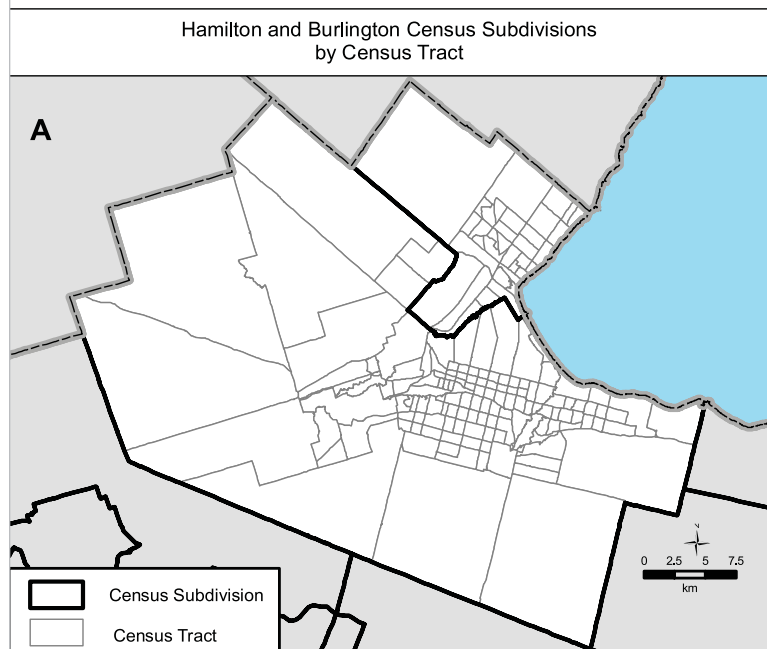 Hamilton and Burlington Census Subdivisions
by Census Tract
A
N
0 2.5 5 7.5
km
Census Subdivision
Census Tract